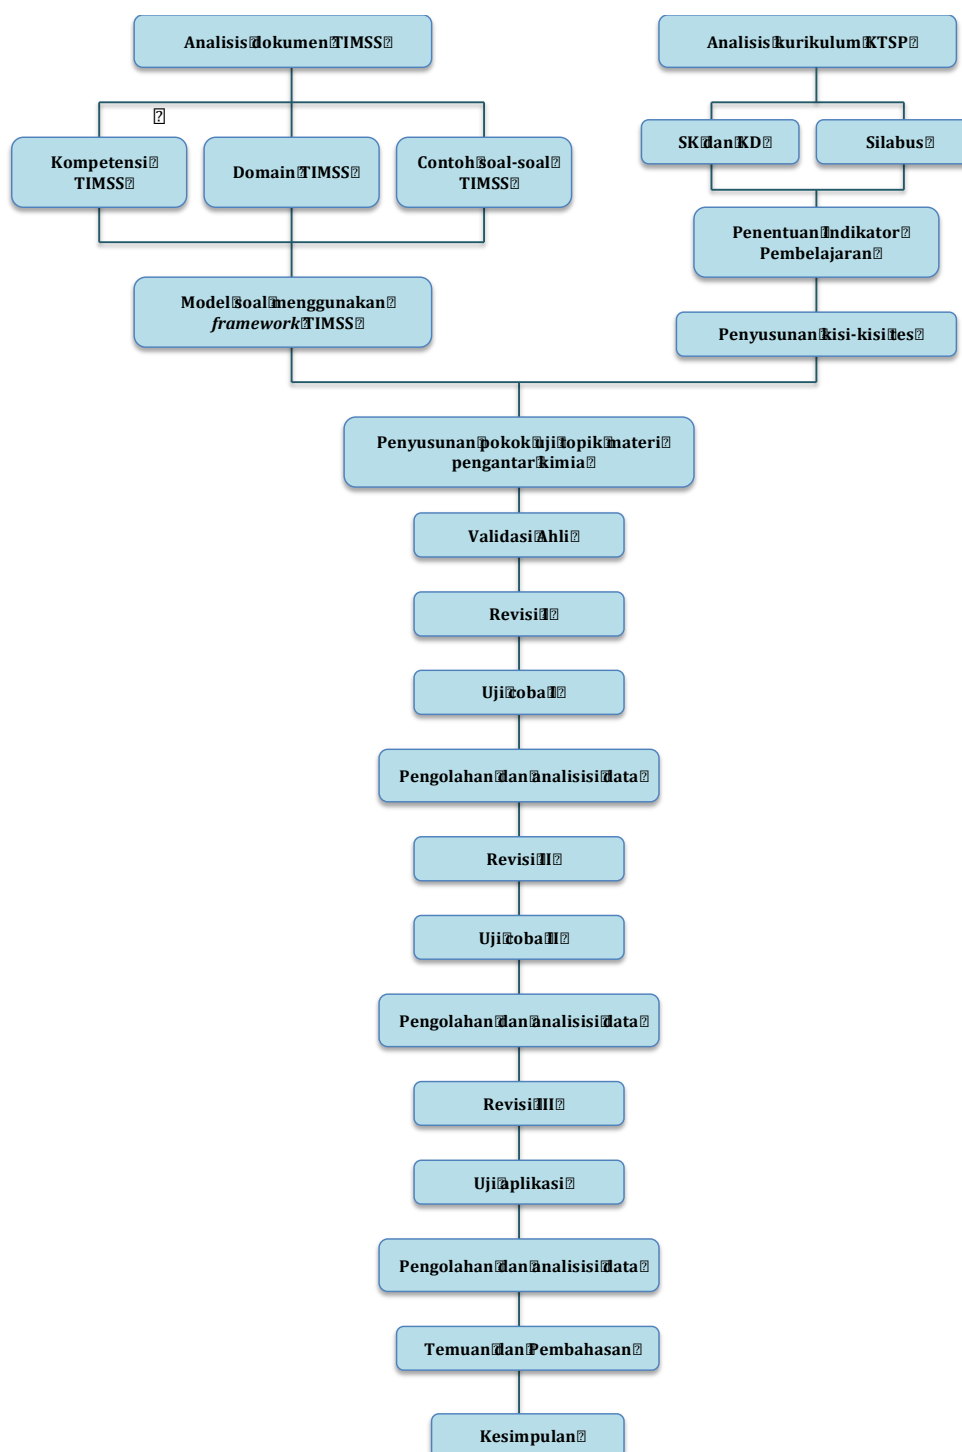 Analisis dokumen TIMSS
Analisis kurikulum KTSP
Kompetensi
TIMSS
Domain TIMSS
Contoh soal-soal
TIMSS
SK dan KD
Silabus
Penentuan Indikator
Pembelajaran
Model soal menggunakan
framework TIMSS
Penyusunan kisi-kisi tes
Penyusunan pokok uji topik materi
pengantar kimia
Validasi Ahli
Revisi I
Uji coba I
Pengolahan dan analisisi data
Revisi II
Uji coba II
Pengolahan dan analisisi data
Revisi III
Uji aplikasi
Pengolahan dan analisisi data
Temuan dan Pembahasan
Kesimpulan